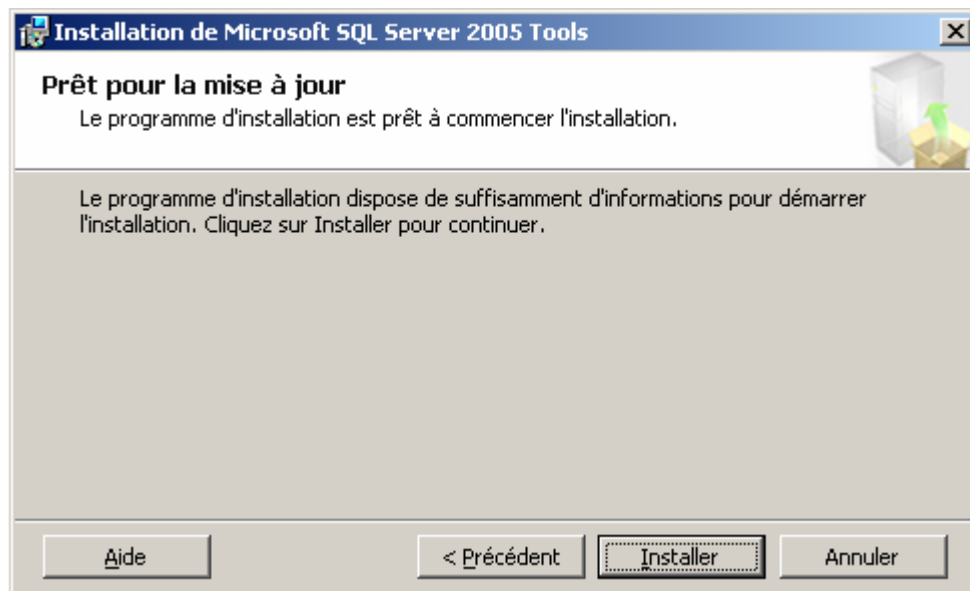 Installation de Microsoft SQL Server 2005 Tools
Prêt pour la mise à jour
Le programme d'installation est prêt à commencer l'installation.
Le programme d'installation dispose de suffisamment d'informations pour démarrer
l'installation. Cliquez sur Installer pour continuer.
Aide
< Précédent
Installer
Annuler